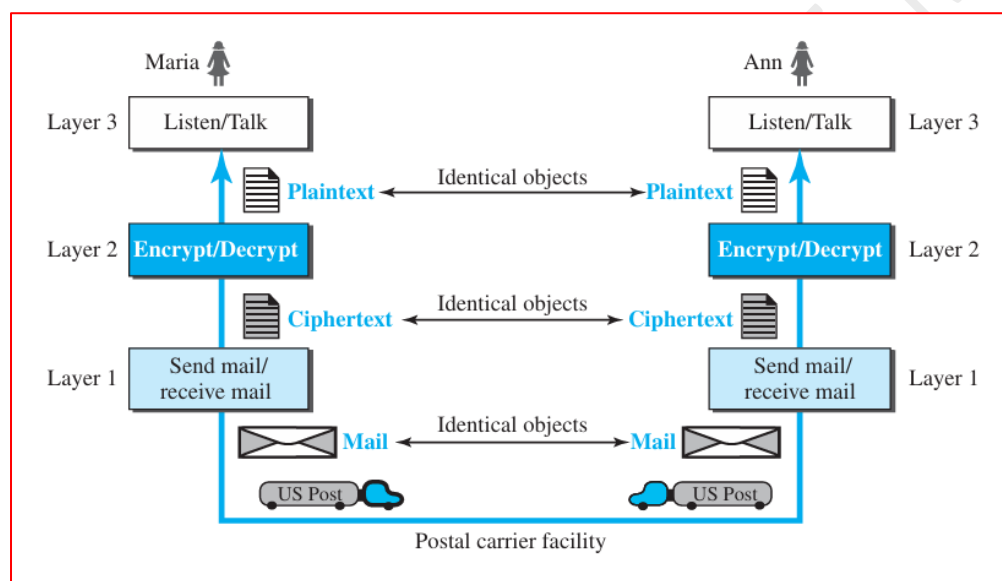 Maria
Ann
Layer 3
Listen/Talk
Listen/Talk
Layer 3
Plaintext
Identical objects
Plaintext
Layer 2
Encrypt/Decrypt
Encrypt/Decrypt
Layer 2
Ciphertext
Identical objects
Ciphertext
Layer 1
Send mail/
receive mail
Send mail/
receive mail
Layer 1
Mail
Identical objects
Mail
US Post
US Post
Postal carrier facility